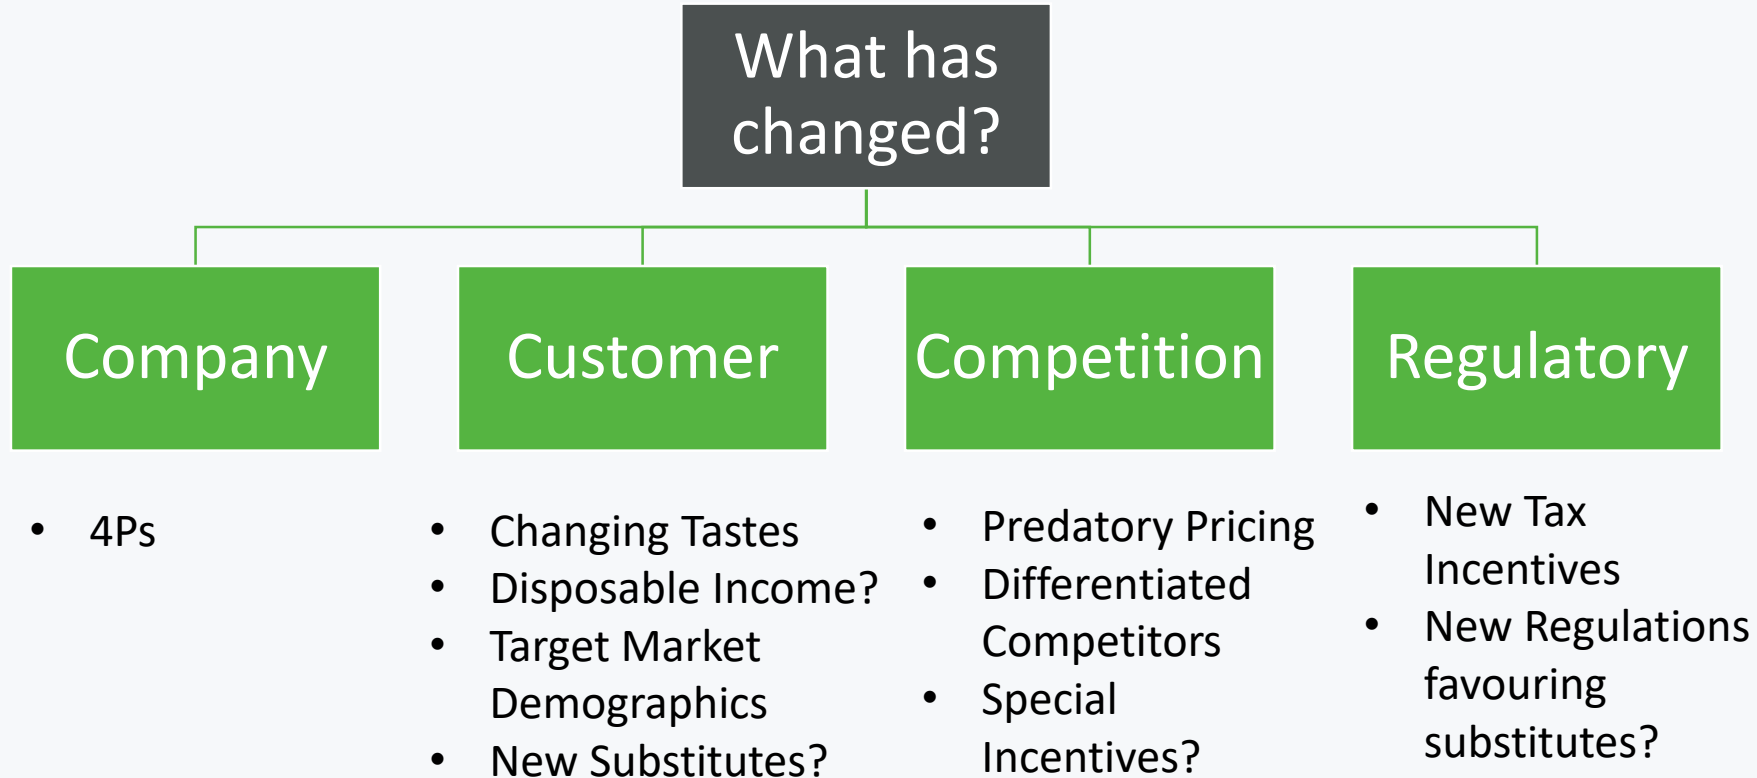 What has
changed?
Company
Customer
Competition
Regulatory
• 4Ps
• Changing Tastes
• Disposable Income?
• Target Market
Demographics
• New Substitutes?
• Predatory Pricing
• Differentiated
Competitors
• Special
Incentives?
• New Tax
Incentives
• New Regulations
favouring
substitutes?